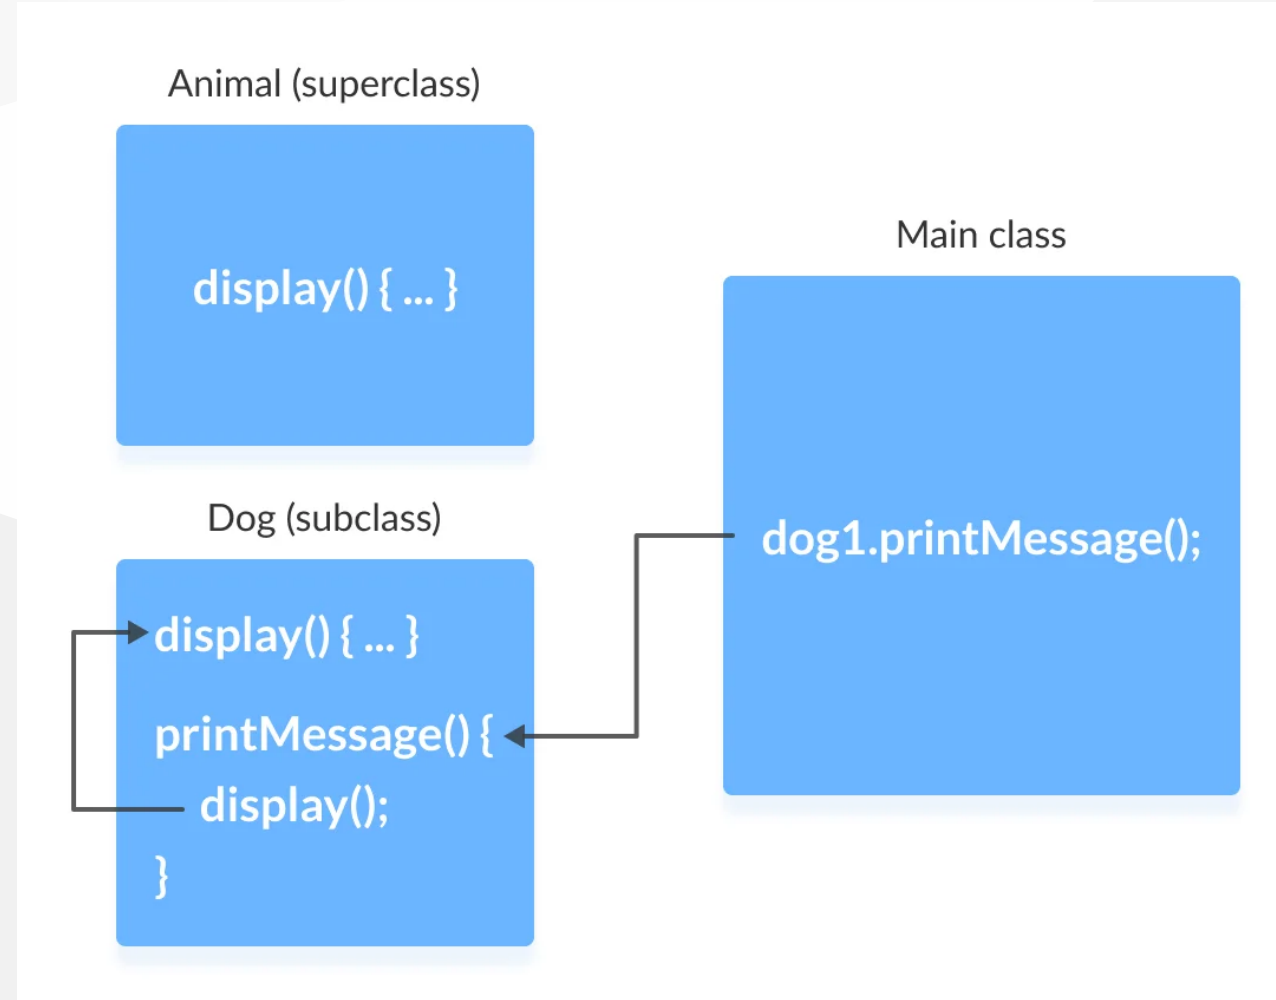 Animal (superclass)
display() { ... }
Main class
dog1.printMessage();
Dog (subclass)
display() { ... }
printMessage() {
display();
}